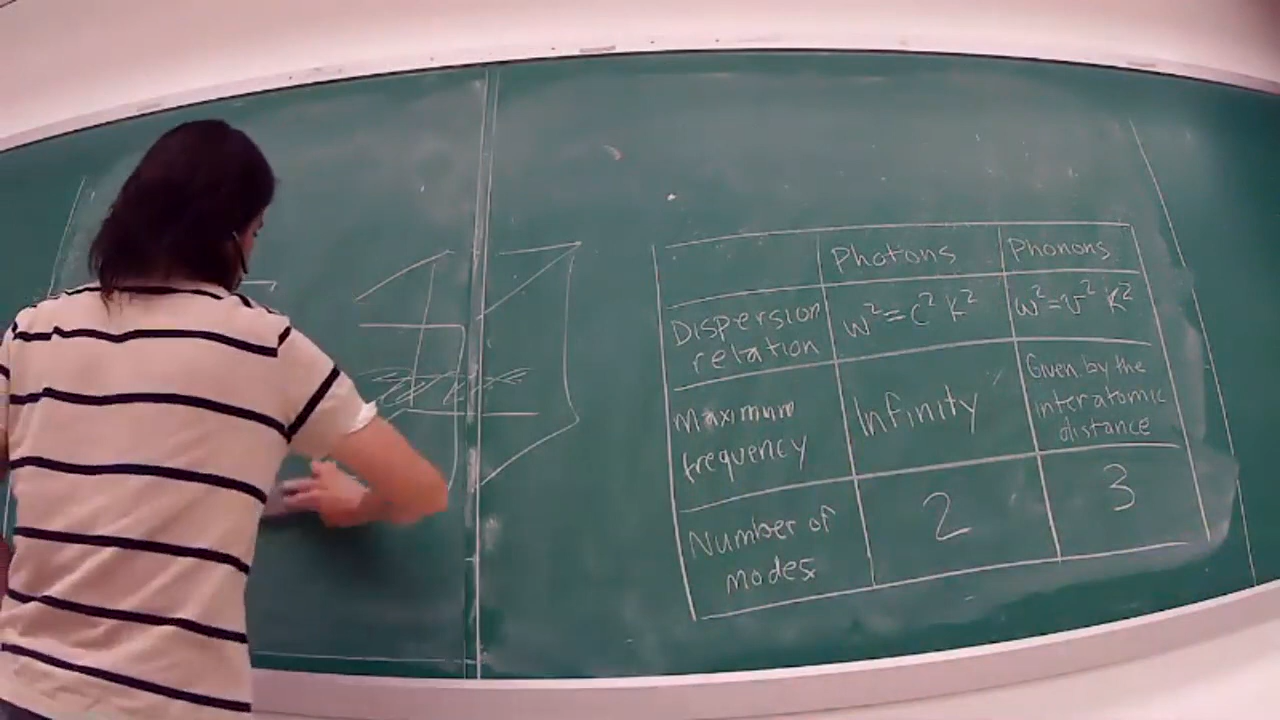 Photons Phonons
Dispersion
relation
w²=c² k²
w²=v² k²
Maximum
frequency
Infinity
Given by the
interatomic
distance
Number of
modes
2
3